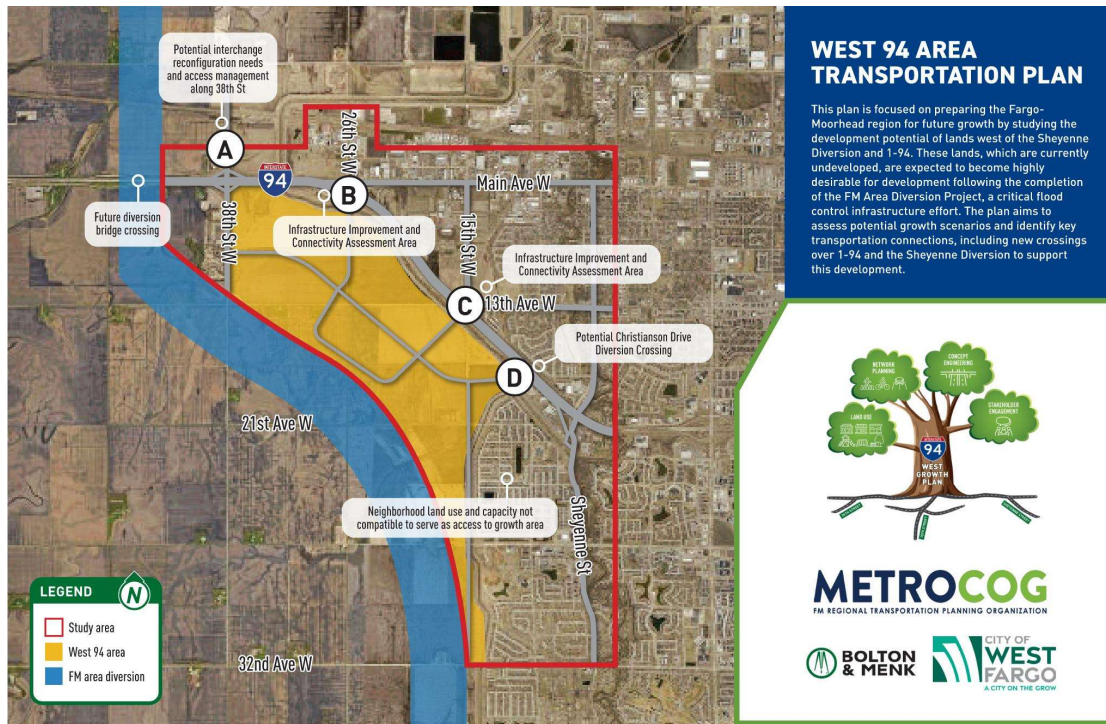 Potential interchange
reconfiguration needs
and access management
along 38th St
A
26th St W
INTERSTATE
94
B
Main Ave W
Future diversion
bridge crossing
38th St W
Infrastructure Improvement and
Connectivity Assessment Area
15th St W
Infrastructure Improvement and
Connectivity Assessment Area
C
13th Ave W
Potential Christianson Drive
Diversion Crossing
D
21st Ave W
Neighborhood land use and capacity not
compatible to serve as access to growth area
Sheyenne St
32nd Ave W
LEGEND
N
Study area
West 94 area
FM area diversion
WEST 94 AREA
TRANSPORTATION PLAN
This plan is focused on preparing the Fargo-
Moorhead region for future growth by studying the
development potential of lands west of the Sheyenne
Diversion and 1-94. These lands, which are currently
undeveloped, are expected to become highly
desirable for development following the completion
of the FM Area Diversion Project, a critical flood
control infrastructure effort. The plan aims to
assess potential growth scenarios and identify key
transportation connections, including new crossings
over 1-94 and the Sheyenne Diversion to support
this development.
NETWORK
PLANNING
CONCEPT
ENGINEERING
LAND USE
STAKEHOLDER
ENGAGEMENT
INTERSTATE
94
WEST
GROWTH
PLAN
METROCOG
FM REGIONAL TRANSPORTATION PLANNING ORGANIZATION
BOLTON
& MENK
CITY OF
WEST
FARGO
A CITY ON THE GROW